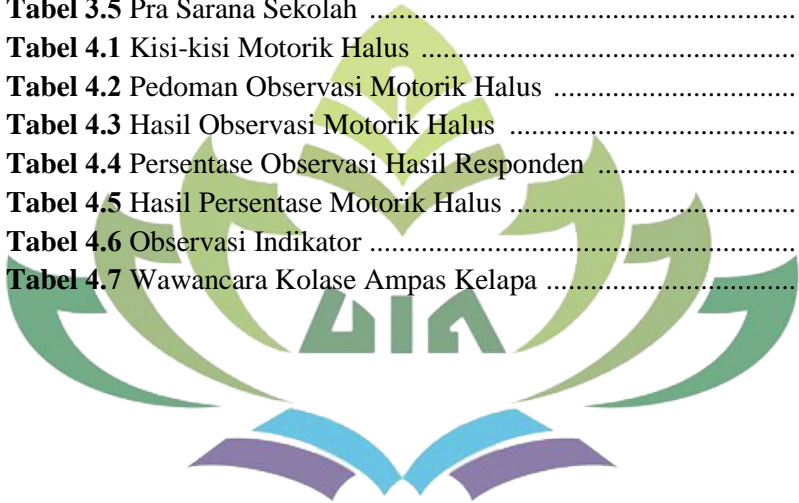 Tabel 3.5 Pra Sarana Sekolah ................................................................
Tabel 4.1 Kisi-kisi Motorik Halus ........................................................
Tabel 4.2 Pedoman Observasi Motorik Halus ....................................
Tabel 4.3 Hasil Observasi Motorik Halus ...........................................
Tabel 4.4 Persentase Observasi Hasil Responden ..............................
Tabel 4.5 Hasil Persentase Motorik Halus ...........................................
Tabel 4.6 Observasi Indikator ................................................................
Tabel 4.7 Wawancara Kolase Ampas Kelapa .....................................
UIN